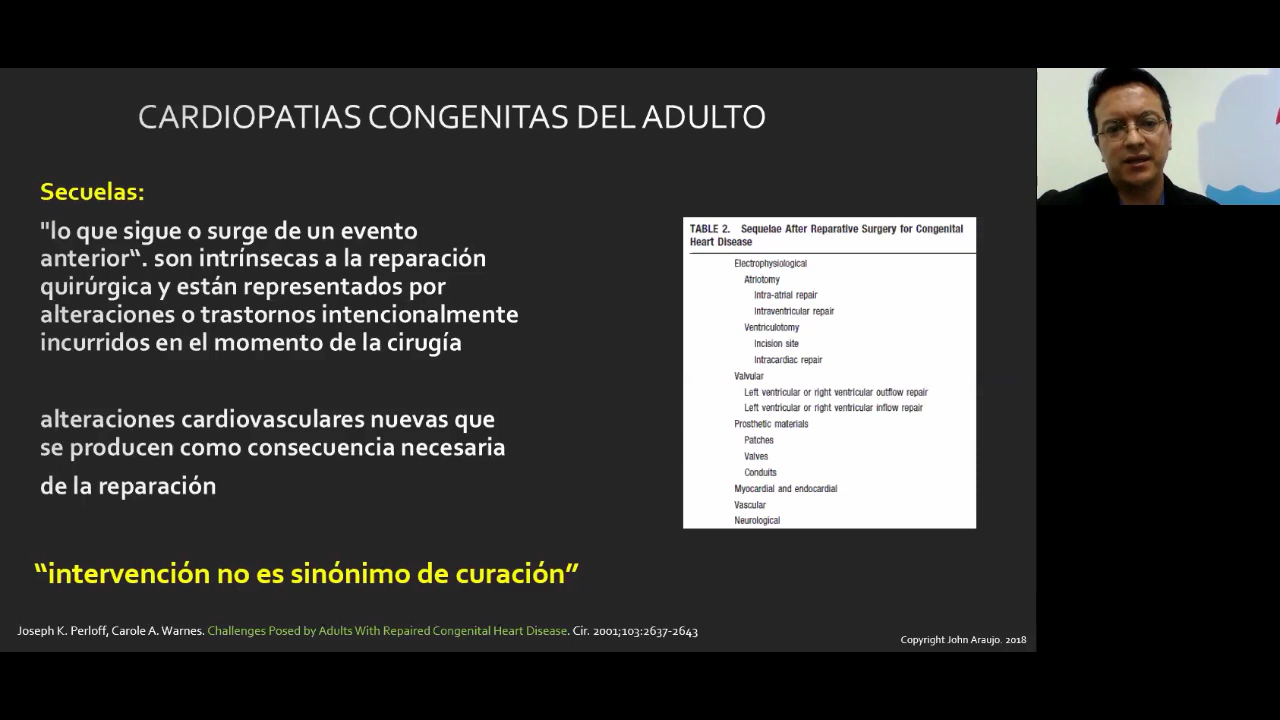 CARDIOPATIAS CONGENITAS DEL ADULTO
Secuelas:
"lo que sigue o surge de un evento
anterior“. son intrínsecas a la reparación
quirúrgica y están representados por
alteraciones o trastornos intencionalmente
incurridos en el momento de la cirugía
alteraciones cardiovasculares nuevas que
se producen como consecuencia necesaria
de la reparación
“intervención no es sinónimo de curación”
TABLE 2. Sequelae After Reparative Surgery for Congenital
Heart Disease
Electrophysiological
Atriotomy
Intra-atrial repair
Intraventricular repair
Ventriculotomy
Incision site
Intracardiac repair
Valvular
Left ventricular or right ventricular outflow repair
Left ventricular or right ventricular inflow repair
Prosthetic materials
Patches
Valves
Conduits
Myocardial and endocardial
Vascular
Neurological
Joseph K. Perloff, Carole A. Warnes. Challenges Posed by Adults With Repaired Congenital Heart Disease. Cir. 2001;103:2637-2643
Copyright John Araujo. 2018